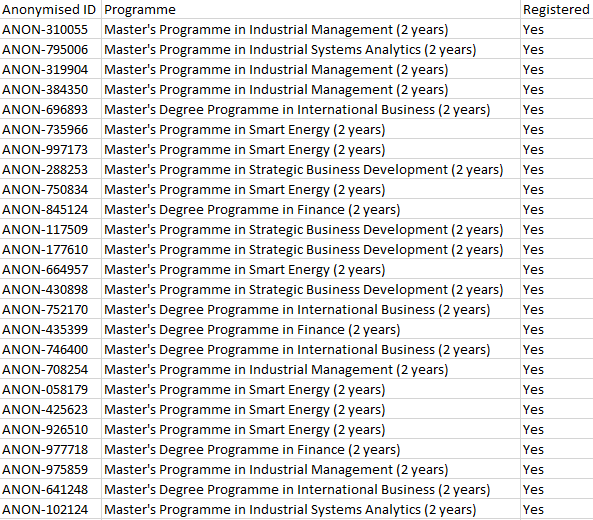 Anonymised ID Programme Registered
ANON-310055 Master's Programme in Industrial Management (2 years) Yes
ANON-795006 Master's Programme in Industrial Systems Analytics (2 years) Yes
ANON-319904 Master's Programme in Industrial Management (2 years) Yes
ANON-384350 Master's Programme in Industrial Management (2 years) Yes
ANON-696893 Master's Degree Programme in International Business (2 years) Yes
ANON-735966 Master's Programme in Smart Energy (2 years) Yes
ANON-997173 Master's Programme in Smart Energy (2 years) Yes
ANON-288253 Master's Programme in Strategic Business Development (2 years) Yes
ANON-750834 Master's Programme in Smart Energy (2 years) Yes
ANON-845124 Master's Degree Programme in Finance (2 years) Yes
ANON-117509 Master's Programme in Strategic Business Development (2 years) Yes
ANON-177610 Master's Programme in Strategic Business Development (2 years) Yes
ANON-664957 Master's Programme in Smart Energy (2 years) Yes
ANON-430898 Master's Programme in Strategic Business Development (2 years) Yes
ANON-752170 Master's Degree Programme in International Business (2 years) Yes
ANON-435399 Master's Degree Programme in Finance (2 years) Yes
ANON-746400 Master's Degree Programme in International Business (2 years) Yes
ANON-708254 Master's Programme in Industrial Management (2 years) Yes
ANON-058179 Master's Programme in Smart Energy (2 years) Yes
ANON-425623 Master's Programme in Smart Energy (2 years) Yes
ANON-926510 Master's Programme in Smart Energy (2 years) Yes
ANON-977718 Master's Degree Programme in Finance (2 years) Yes
ANON-975859 Master's Programme in Industrial Management (2 years) Yes
ANON-641248 Master's Degree Programme in International Business (2 years) Yes
ANON-102124 Master's Programme in Industrial Systems Analytics (2 years) Yes